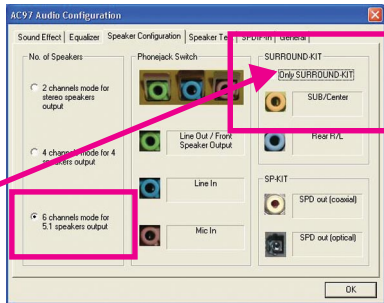 AC97 Audio Configuration
Sound Effect
Equalizer
Speaker Configuration
Speaker Te
SPDIF-In
General
No. of Speakers
2 channels mode for
stereo speakers
output
4 channels mode for 4
speakers output
6 channels mode for
5.1 speakers output
Phonejack Switch
Line Out / Front
Speaker Output
Line In
Mic In
SURROUND-KIT
Only SURROUND-KIT
SUB/Center
Rear R/L
SP-KIT
SPD out (coaxial)
SPD out (optical)
OK